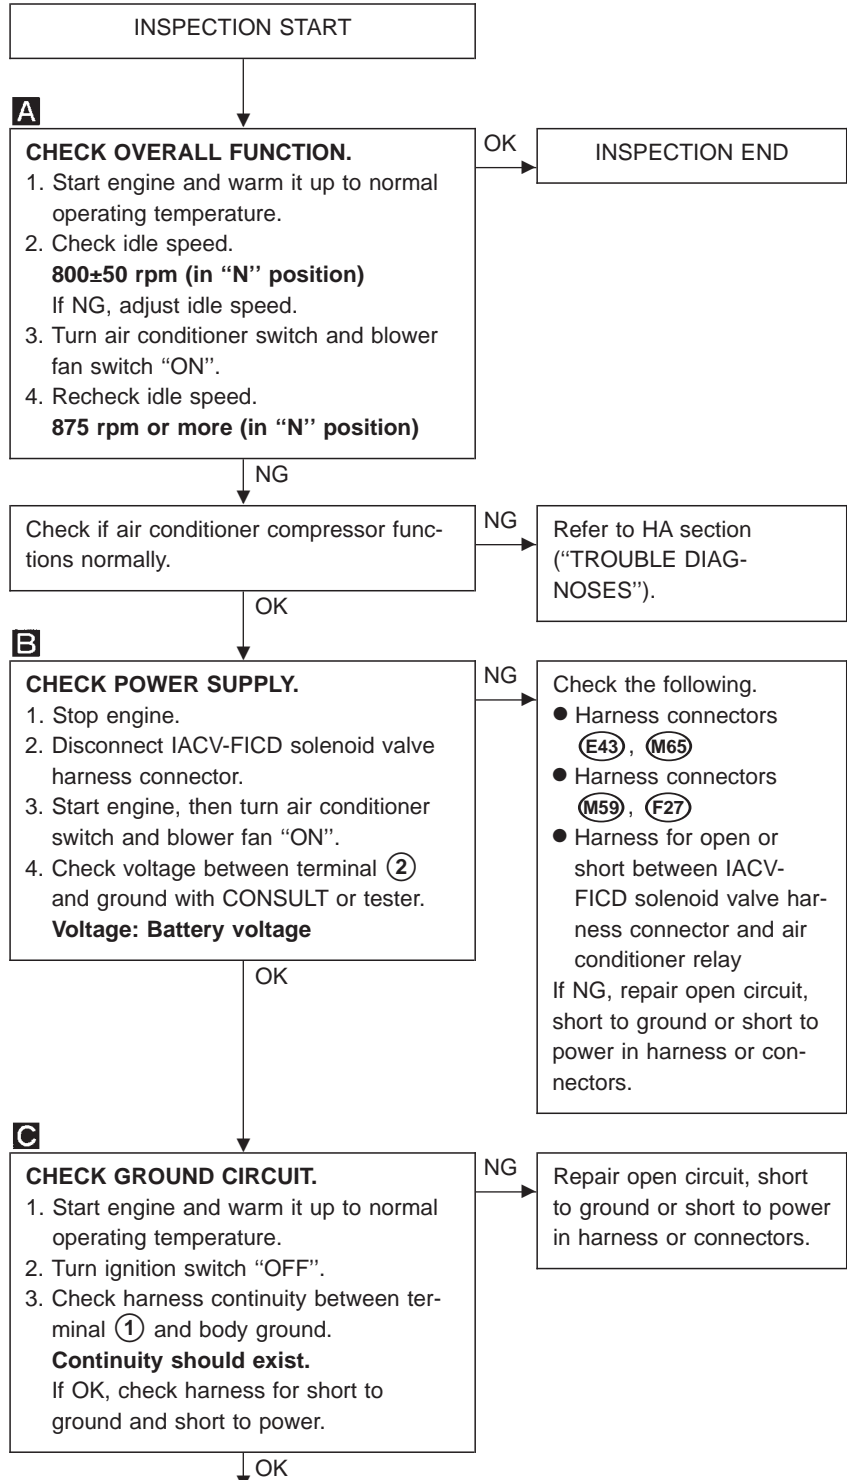 INSPECTION START
A
CHECK OVERALL FUNCTION.
1. Start engine and warm it up to normal
operating temperature.
2. Check idle speed.
800±50 rpm (in “N’’ position)
If NG, adjust idle speed.
3. Turn air conditioner switch and blower
fan switch “ON’’.
4. Recheck idle speed.
875 rpm or more (in “N’’ position)
OK
INSPECTION END
NG
Check if air conditioner compressor func-
tions normally.
NG
Refer to HA section
(“TROUBLE DIAG-
NOSES’’).
OK
B
CHECK POWER SUPPLY.
1. Stop engine.
2. Disconnect IACV-FICD solenoid valve
harness connector.
3. Start engine, then turn air conditioner
switch and blower fan “ON’’.
4. Check voltage between terminal ②
and ground with CONSULT or tester.
Voltage: Battery voltage
NG
Check the following.
● Harness connectors
E43, M65
● Harness connectors
M59, F27
● Harness for open or
short between IACV-
FICD solenoid valve har-
ness connector and air
conditioner relay
If NG, repair open circuit,
short to ground or short to
power in harness or con-
nectors.
OK
C
CHECK GROUND CIRCUIT.
1. Start engine and warm it up to normal
operating temperature.
2. Turn ignition switch “OFF’’.
3. Check harness continuity between ter-
minal ① and body ground.
Continuity should exist.
If OK, check harness for short to
ground and short to power.
NG
Repair open circuit, short
to ground or short to power
in harness or connectors.
OK